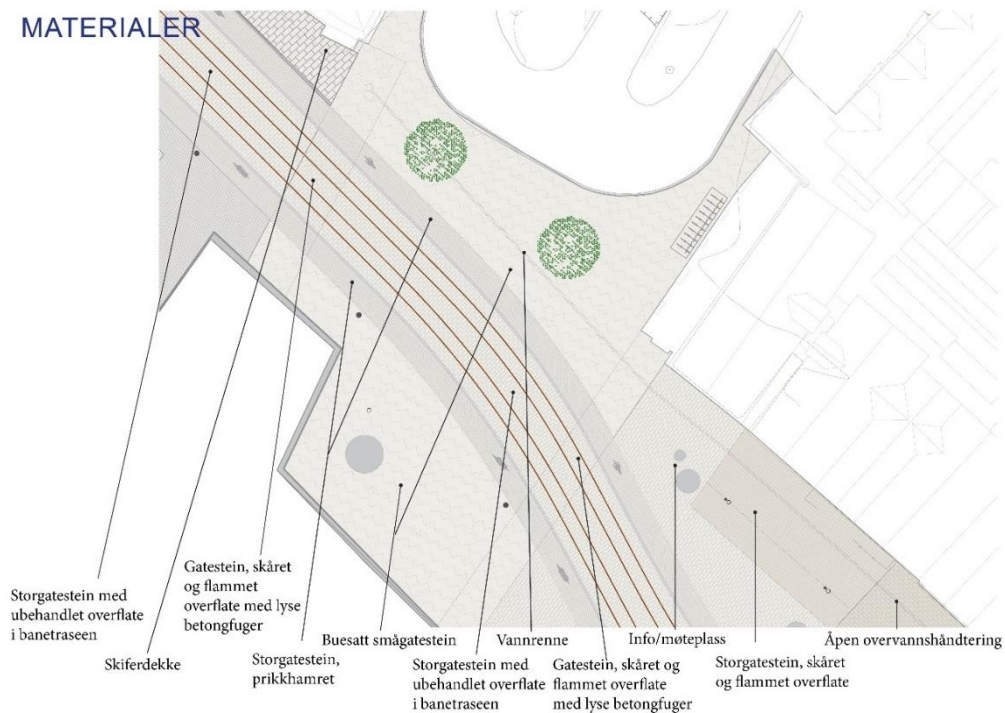 MATERIALER
Storgatestein med
ubehandlet overflate
i banetraseen
Skiferdekke
Gatestein, skåret
og flammet
overflate med lyse
betongfuger
Storgatestein,
prikkhamret
Buesatt smågatestein
Storgatestein med
ubehandlet overflate
i banetraseen
Vannrenne
Gatestein, skåret og
flammet overflate
med lyse
betongfuger
Info/møteplass
Storgatestein, skåret
og flammet overflate
Åpen overvannshåndtering